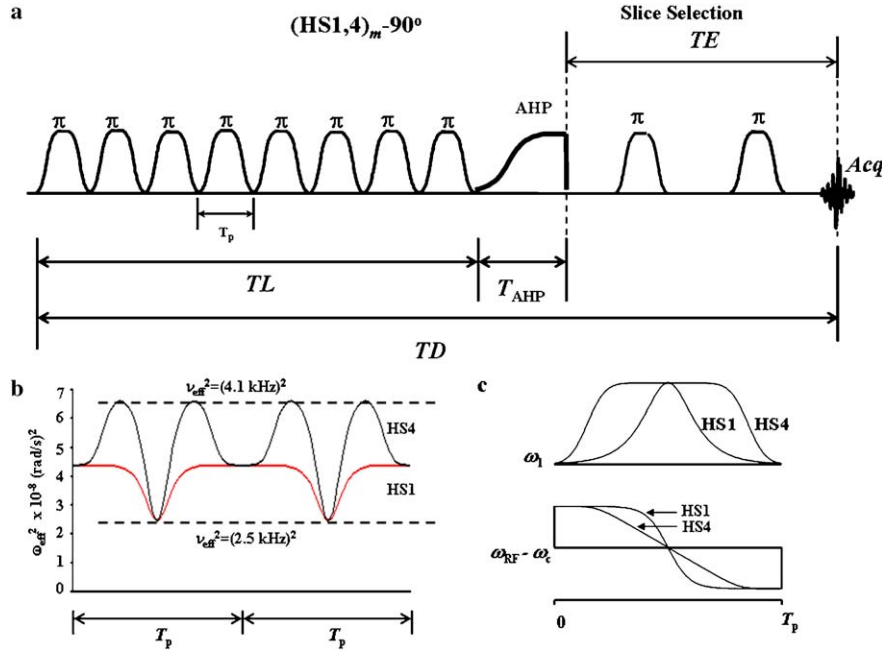 a
(HS1,4)m-90°
Slice Selection
TE
π π π π π π π π
AHP
π π
Acq
Tp
TL
TAHP
TD
b
ωeff² x 10⁻⁸ (rad/s)²
7
6
5
4
3
2
1
0
νeff²=(4.1 kHz)²
HS4
HS1
νeff²=(2.5 kHz)²
Tp Tp
c
HS1 HS4
ω1
HS1
HS4
ωRF - ωc
0 Tp